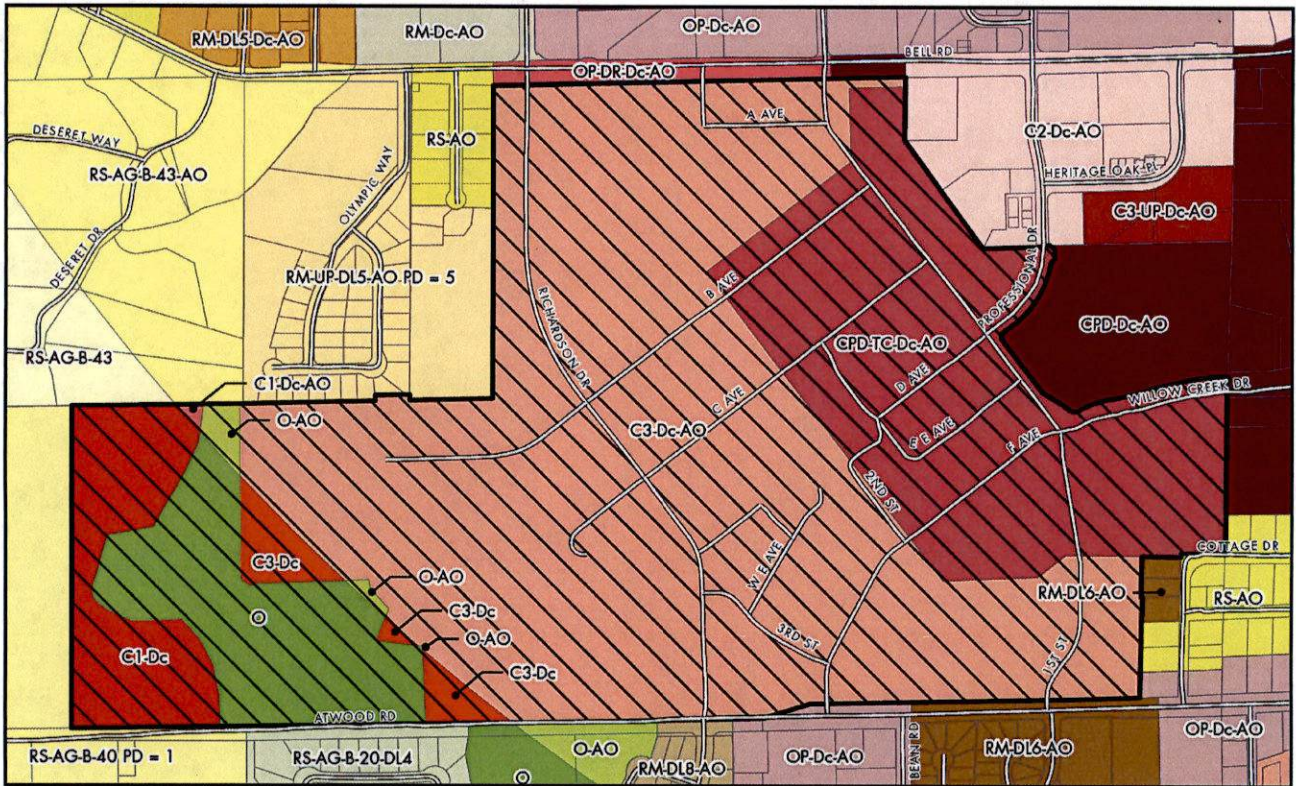 RM-DL5-Dc-AO
RM-Dc-AO
OP-Dc-AO
BELL RD
OP-DR-Dc-AO
A AVE
RS-AO
C2-Dc-AO
DESERET WAY
RS-AG-B-43-AO
OLYMPIC WAY
HERITAGE OAK PL
C3-UP-Dc-AO
DESERET DR
RM-UP-DL5-AO PD = 5
RICHARDSON DR
B AVE
PROFESSIONAL DR
CPD-Dc-AO
RS-AG-B-43
CPD-TC-Dc-AO
D AVE
C1-Dc-AO
O-AO
C AVE
WILLOW CREEK DR
C3-Dc-AO
E E AVE
F AVE
2ND ST
C3-Dc
O-AO
W E AVE
COTTAGE DR
RM-DL6-AO
RS-AO
C3-Dc
O
O-AO
3RD ST
C1-Dc
C3-Dc
1ST ST
ATWOOD RD
RS-AG-B-40 PD = 1
RS-AG-B-20-DL4
O-AO
O
RM-DL8-AO
OP-Dc-AO
BEAN RD
RM-DL6-AO
OP-Dc-AO